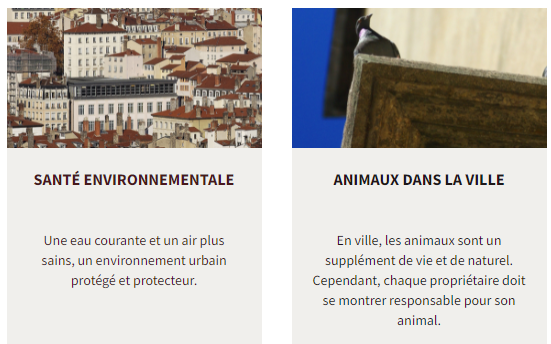 SANTÉ ENVIRONNEMENTALE
Une eau courante et un air plus
sains, un environnement urbain
protégé et protecteur.
ANIMAUX DANS LA VILLE
En ville, les animaux sont un
supplément de vie et de naturel.
Cependant, chaque propriétaire doit
se montrer responsable pour son
animal.